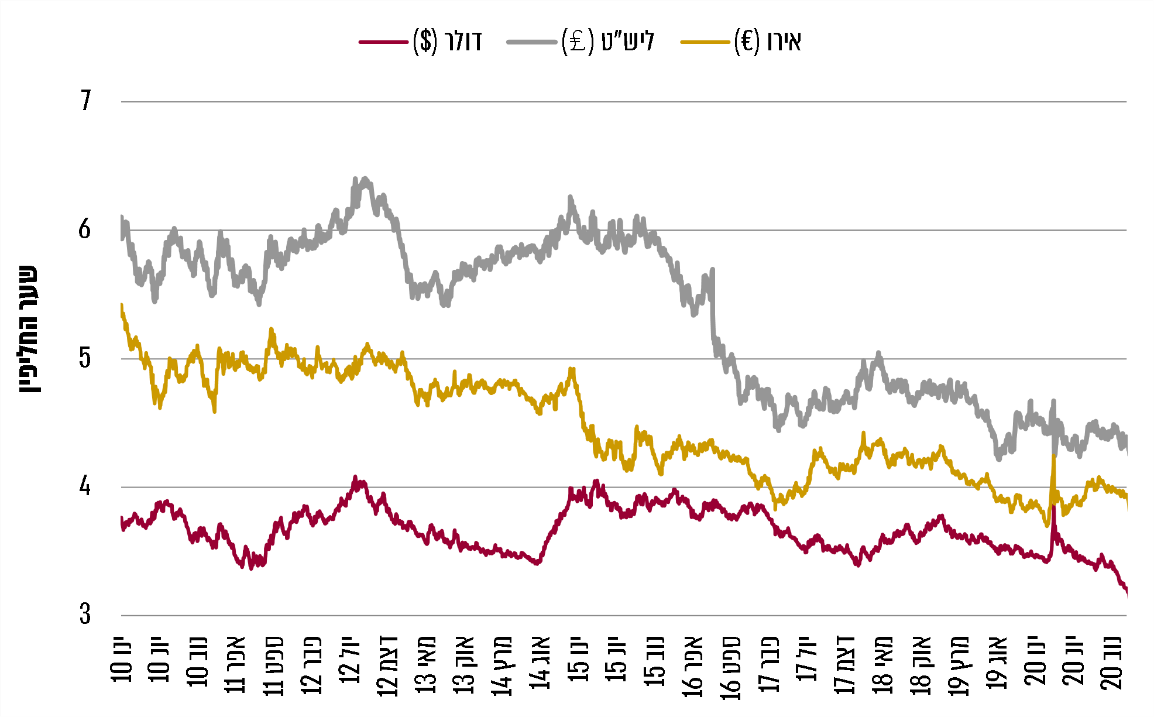 אירו (€) ליש"ט (£) דולר ($)
שער החליפין
7
6
5
4
3
ינו 10
יונ 10
נוב 10
אפר 11
ספט 11
פבר 12
יול 12
דצמ 12
מאי 13
אוק 13
מרץ 14
אוג 14
ינו 15
יונ 15
נוב 15
אפר 16
ספט 16
פבר 17
יול 17
דצמ 17
מאי 18
אוק 18
מרץ 19
אוג 19
ינו 20
יונ 20
נוב 20